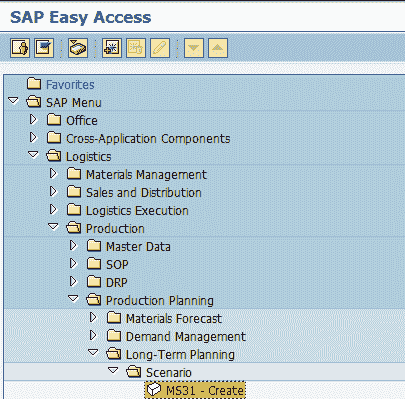 SAP Easy Access
Favorites
SAP Menu
Office
Cross-Application Components
Logistics
Materials Management
Sales and Distribution
Logistics Execution
Production
Master Data
SOP
DRP
Production Planning
Materials Forecast
Demand Management
Long-Term Planning
Scenario
MS31 - Create